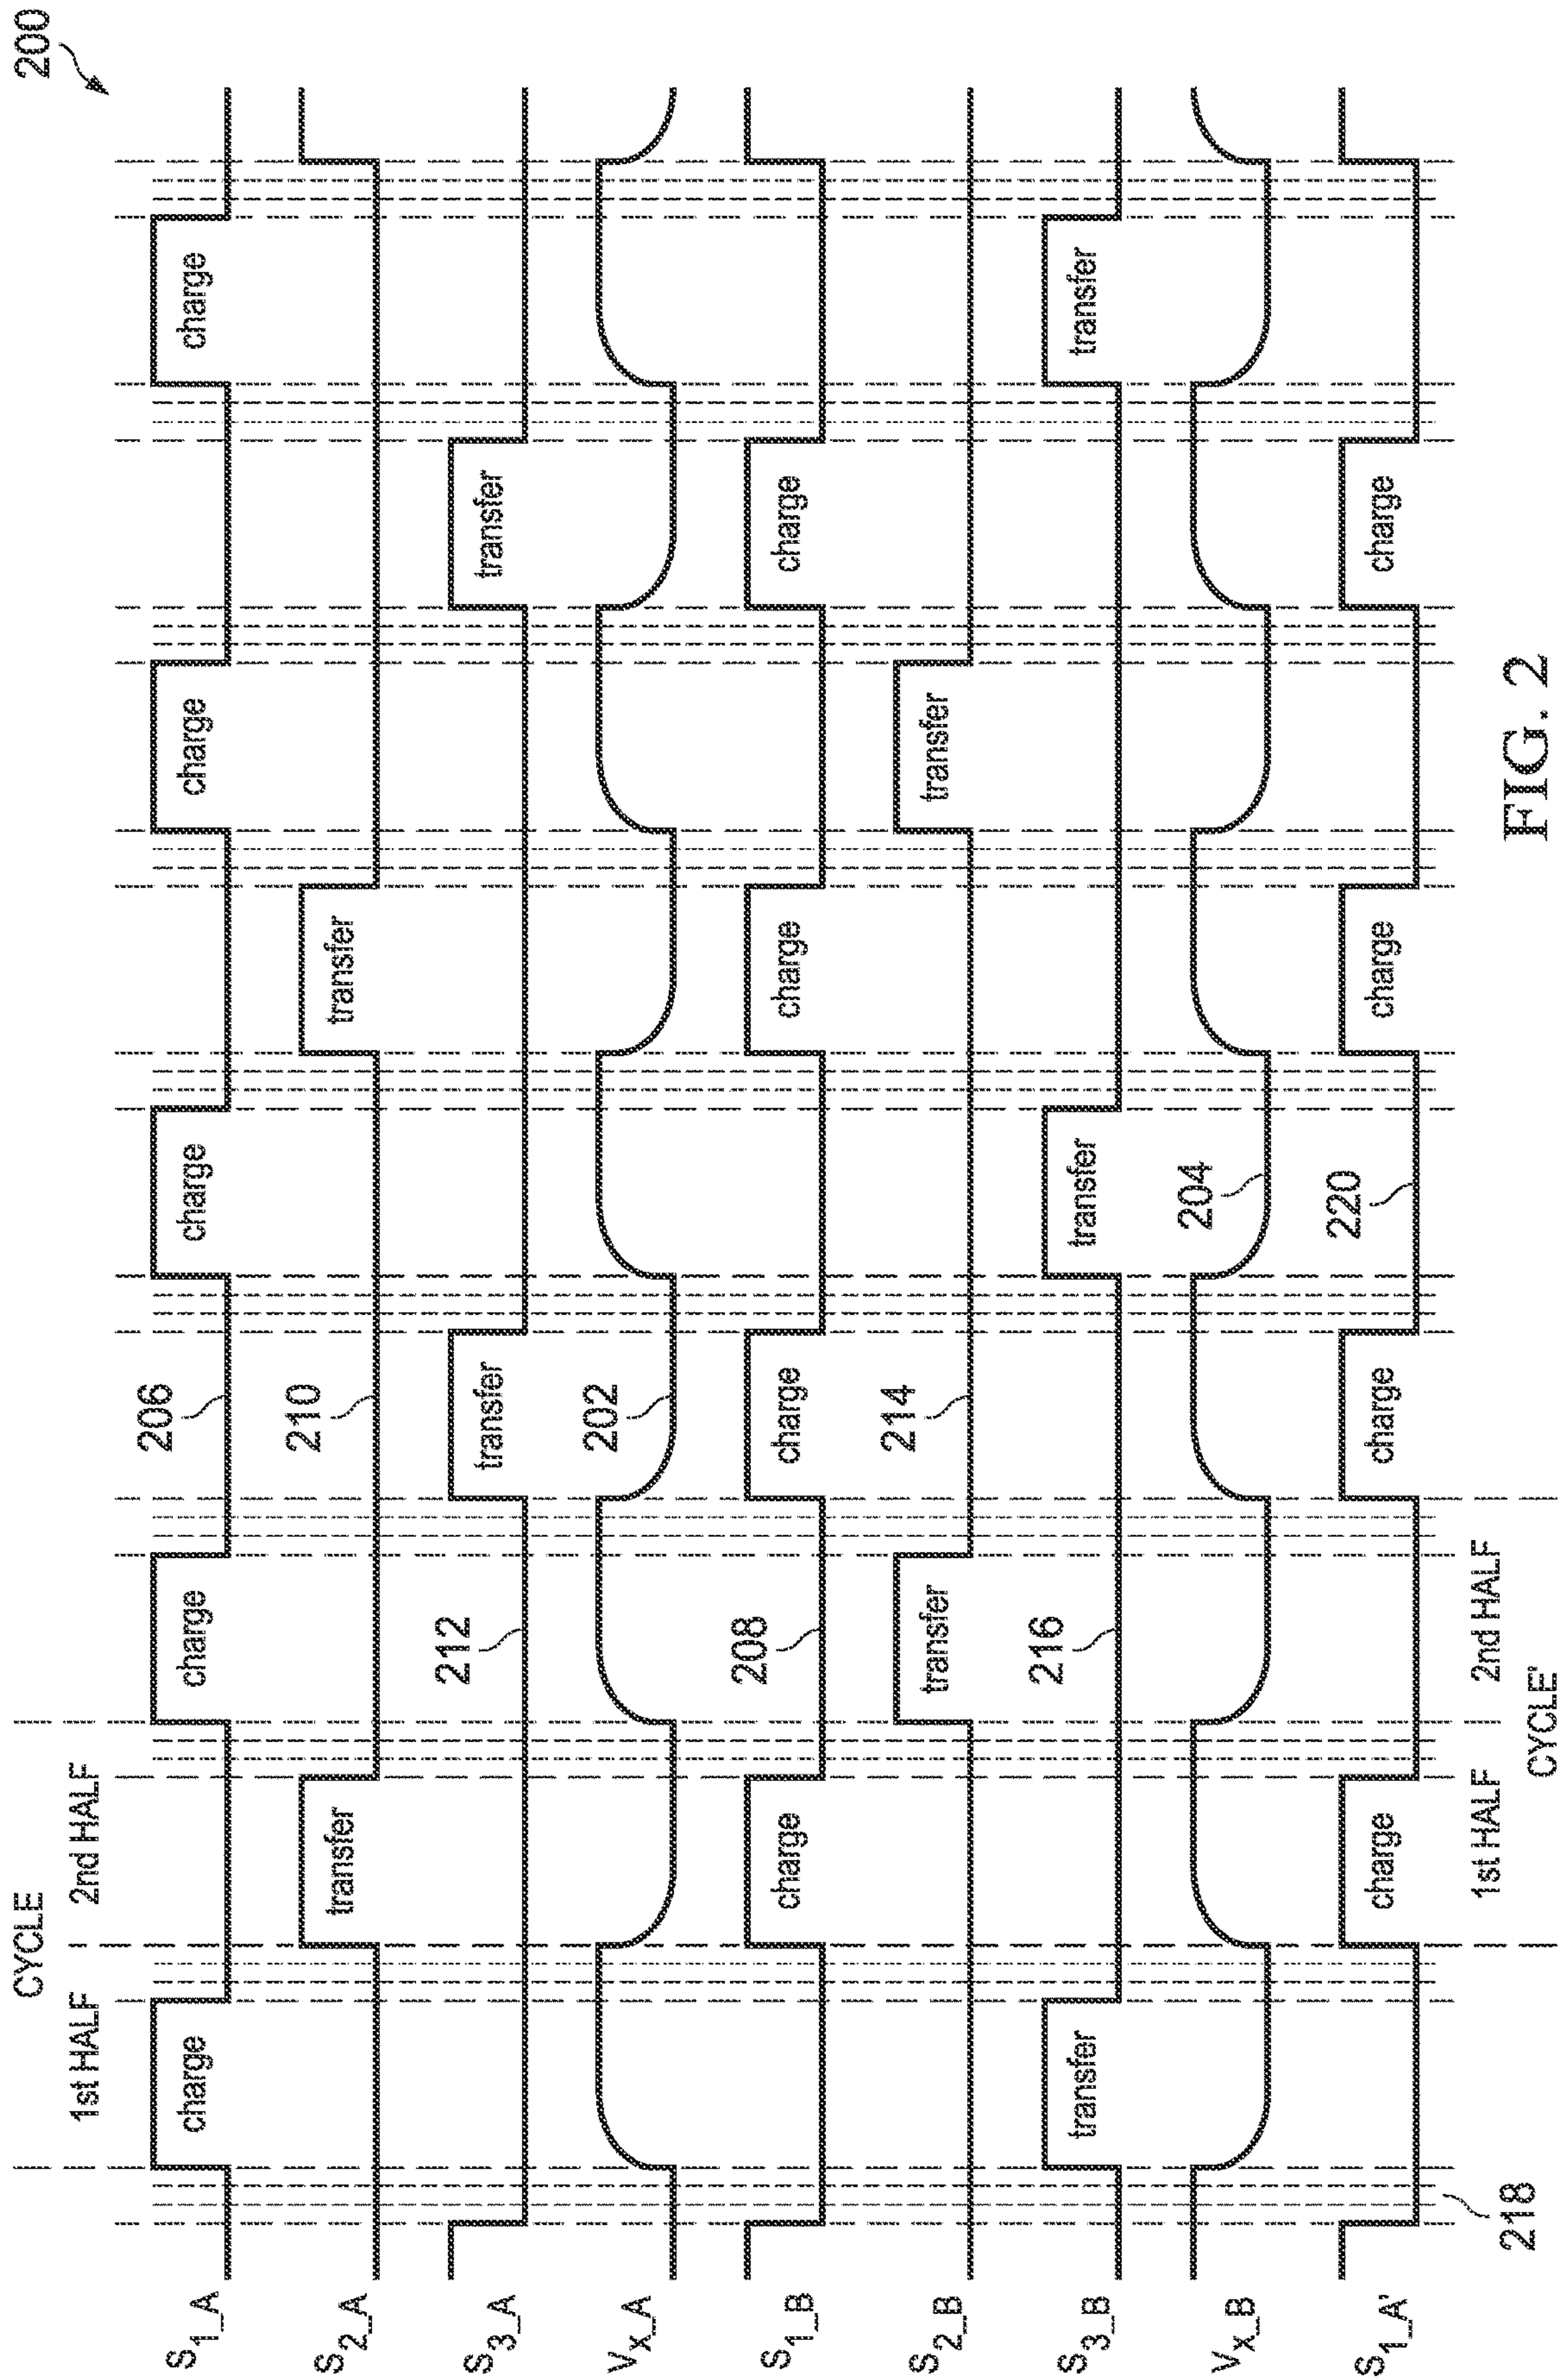 200
CYCLE
1st HALF 2nd HALF
206
S1_A charge charge charge charge charge
210
S2_A transfer transfer
212
S3_A transfer transfer
202
Vx_A
208
S1_B charge charge charge charge
214
S2_B transfer transfer
216
S3_B transfer transfer transfer
204
Vx_B
220
S1_A' charge charge charge charge
1st HALF 2nd HALF
218
CYCLE'
FIG. 2